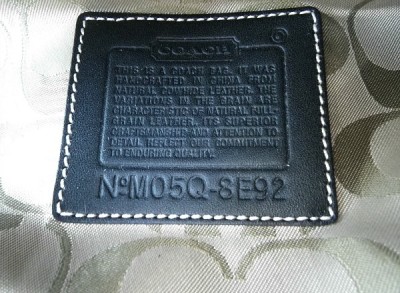 COACH
®
THIS IS A COACH BAG. IT WAS
HANDCRAFTED IN CHINA FROM
NATURAL COWHIDE LEATHER. THE
VARIATIONS IN THE GRAIN ARE
CHARACTERISTIC OF NATURAL FULL
GRAIN LEATHER. ITS SUPERIOR
CRAFTSMANSHIP AND ATTENTION TO
DETAIL REFLECT OUR COMMITMENT
TO ENDURING QUALITY.
NºM05Q-8E92